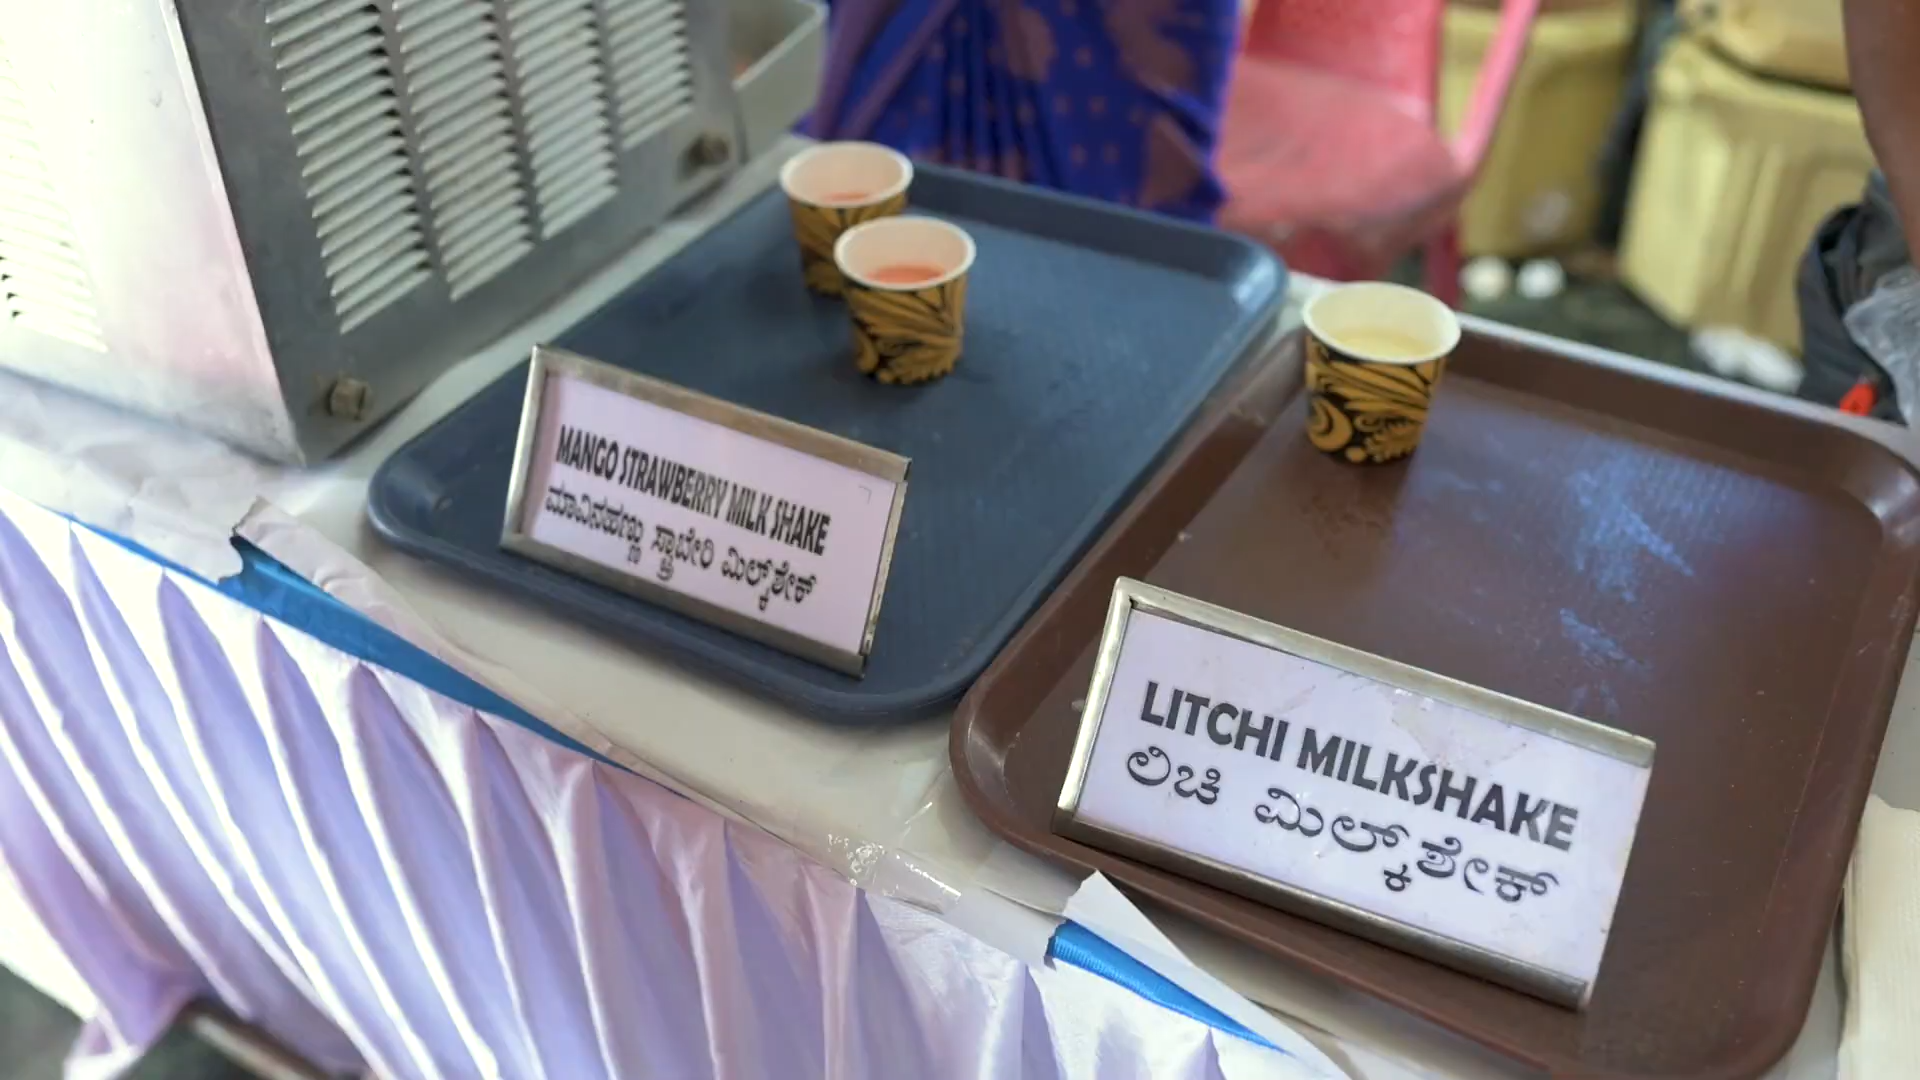 MANGO STRAWBERRY MILK SHAKE
ಮಾವಿನಹಣ್ಣು ಸ್ಟ್ರಾಬೇರಿ ಮಿಲ್ಕ್‌ಶೇಕ್
LITCHI MILKSHAKE
ಲಿಚಿ ಮಿಲ್ಕ್‌ಶೇಕ್